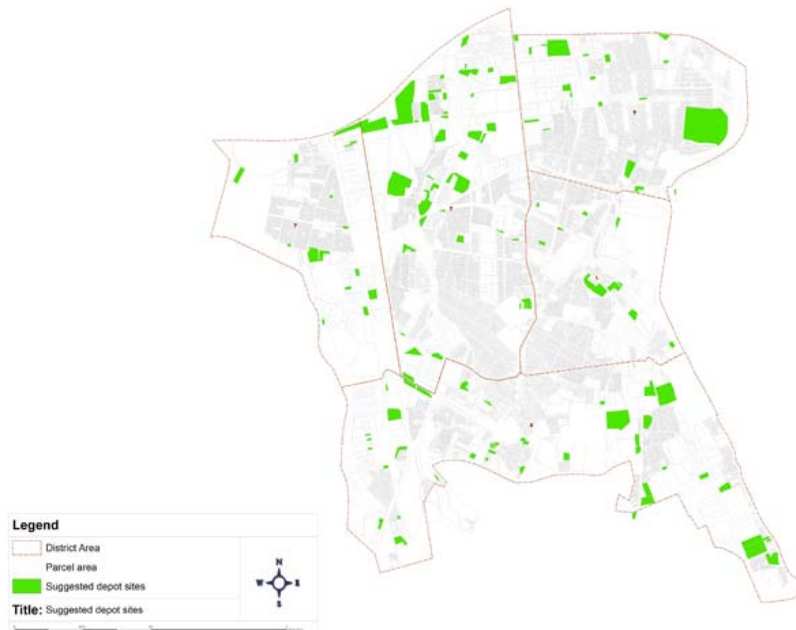 Legend
District Area
Parcel area
Suggested depot sites
Title: Suggested depot sites
N
W E
S